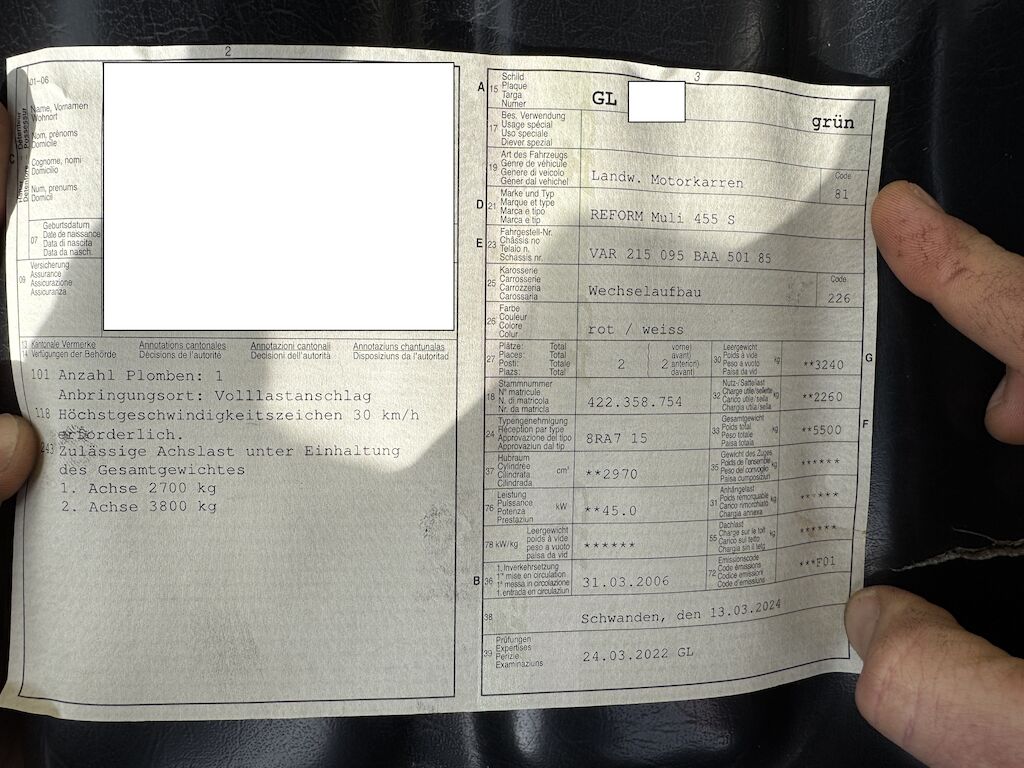 2
01-06
Name, Vornamen
Wohnort
Nom, prénoms
Domicile
Cognome, nomi
Domicilio
Num, prenums
Domicil
C
07
Geburtsdatum
Date de naissance
Data di nascita
Data da nasch.
09
Versicherung
Assurance
Assicurazione
Assicuranza
13 Kantonale Vermerke
14 Verfügungen der Behörde
Annotations cantonales
Décisions de l'autorité
Annotazioni cantonali
Decisioni dell'autorità
Annotaziuns chantunalas
Disposiziuns da l'autoritad
101 Anzahl Plomben: 1
Anbringungsort: Volllastanschlag
118 Höchstgeschwindigkeitszeichen 30 km/h
erforderlich.
243 Zulässige Achslast unter Einhaltung
des Gesamtgewichtes
1. Achse 2700 kg
2. Achse 3800 kg
3
A 15
Schild
Plaque
Targa
Numer
GL
grün
17
Bes. Verwendung
Usage spécial
Uso speciale
Diever spezial
19
Art des Fahrzeugs
Genre de véhicule
Genere di veicolo
Gener dal vehichel
Landw. Motorkarren
Code
81
D 21
Marke und Typ
Marque et type
Marca e tipo
Marca e tip
REFORM Muli 455 S
E 23
Fahrgestell-Nr.
Châssis no
Telaio n.
Schassis nr.
VAR 215 095 BAA 501 85
25
Karosserie
Carrosserie
Carrozzeria
Carossaria
Wechselaufbau
Code
226
26
Farbe
Couleur
Colore
Colur
rot / weiss
27
Plätze: Total
Places: Total
Posti: Totale
Plazs: Total
2
( vorne)
( avant)
2 anteriori)
davant)
30
Leergewicht
Poids à vide
Peso a vuoto
Paisa da vid
kg
**3240
G
18
Stammnummer
N° matricule
N. di matricola
Nr. da matricla
422.358.754
32
Nutz-/Sattellast
Charge utile/sellette
Carico utile/sella
Chargia utila/sella
kg
**2260
24
Typengenehmigung
Réception par type
Approvazione del tipo
Approvaziun dal tip
8RA7 15
33
Gesamtgewicht
Poids total
Peso totale
Paisa totala
kg
**5500
F
37
Hubraum
Cylindrée
Cilindrata
Cilindrada
cm³
**2970
35
Gewicht des Zuges
Poids de l'ensemble
Peso del convoglio
Paisa cumposiziun
kg
******
76
Leistung
Puissance
Potenza
Prestaziun
kW
**45.0
31
Anhängelast
Poids remorquable
Carico rimorchiato
Chargia annexa
kg
******
78 kW/kg
Leergewicht
poids à vide
peso a vuoto
paisa da vid
******
55
Dachlast
Charge sur le toit
Carico sul tetto
Chargia sin il tetg
kg
******
B 36
1. Inverkehrsetzung
1re mise en circulation
1a messa in circolazione
1. entrada en circulaziun
31.03.2006
72
Emissionscode
Code émissions
Codice emissioni
Code d'emissiuns
***F01
38
Schwanden, den 13.03.2024
39
Prüfungen
Expertises
Perizie
Examinaziuns
24.03.2022 GL